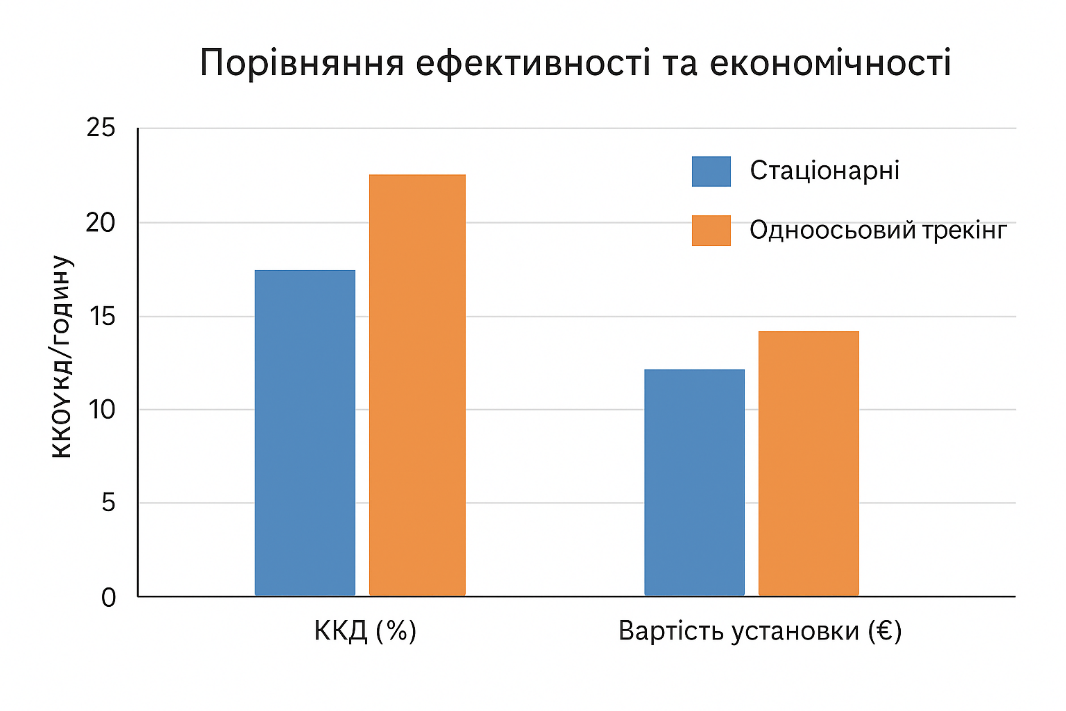 Порівняння ефективності та економічності
25
20
15
10
5
0
ККОУКД/годину
Стаціонарні
Одноосьовий трекінг
ККД (%)
Вартість установки (€)